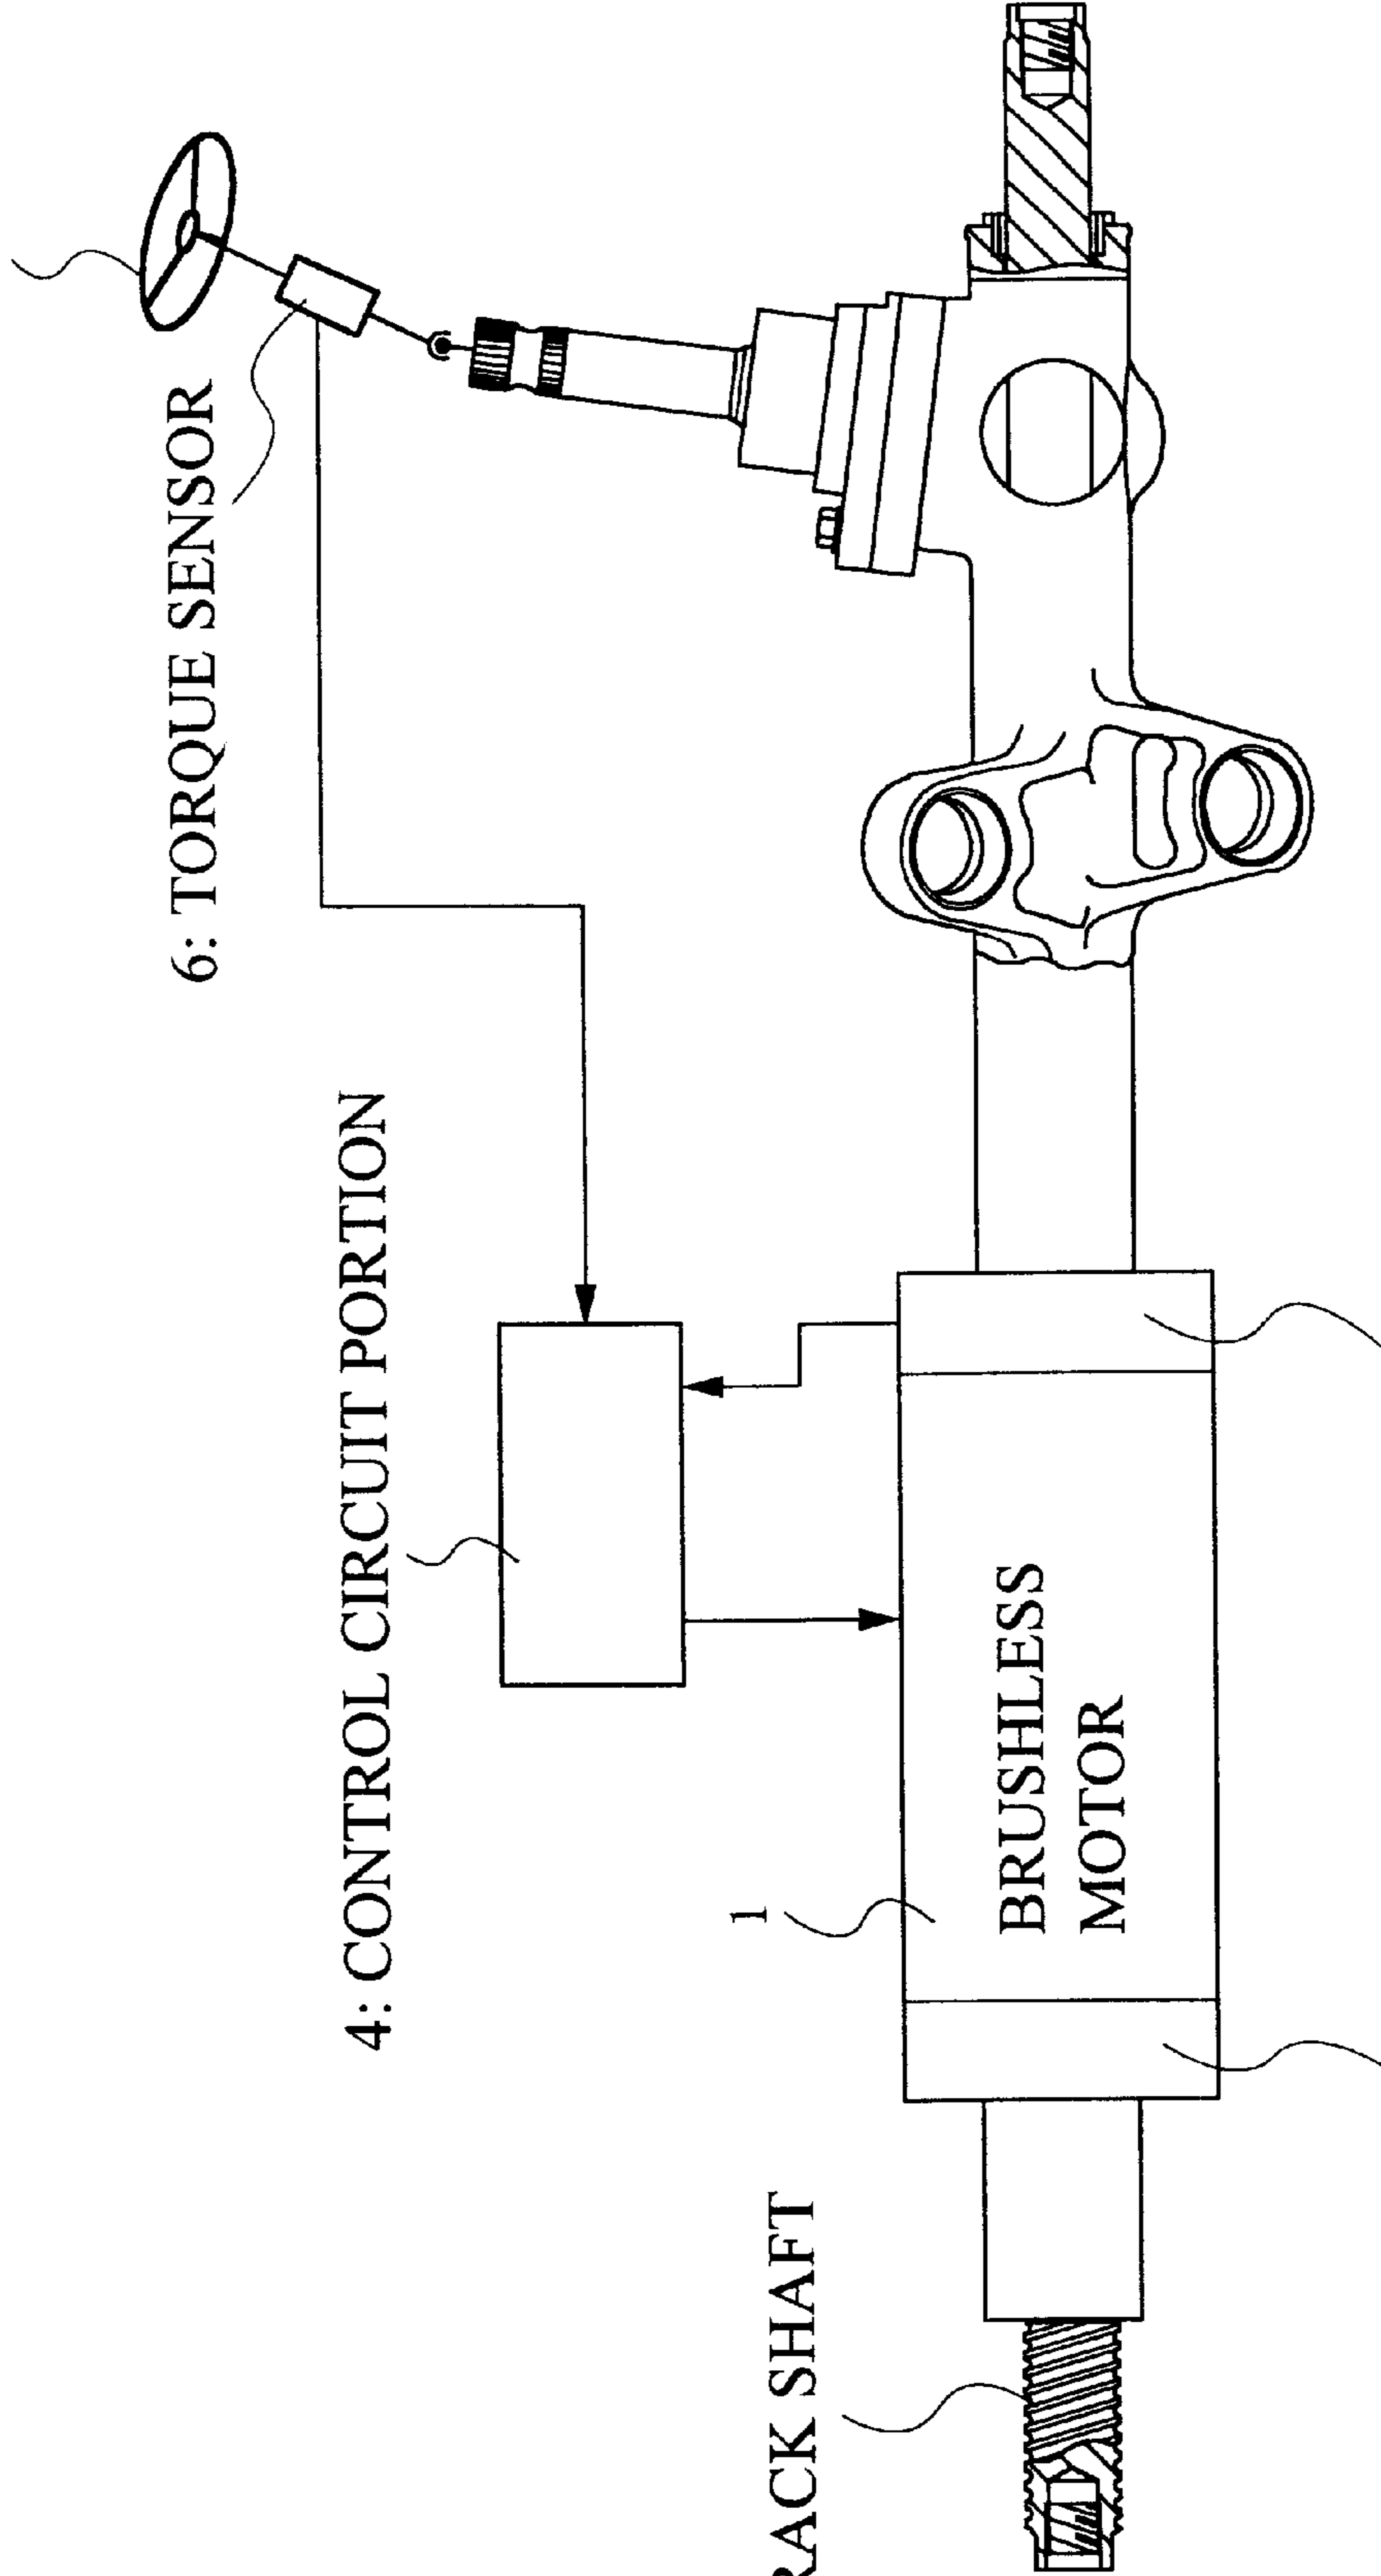 6: TORQUE SENSOR
4: CONTROL CIRCUIT PORTION
1
BRUSHLESS
MOTOR
RACK SHAFT